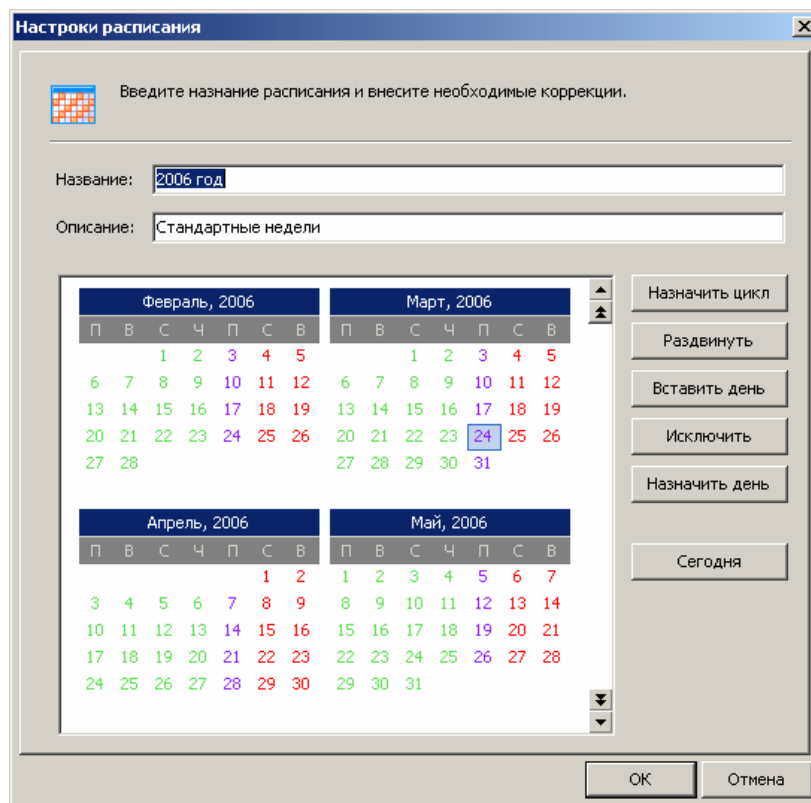 Настроки расписания
Введите назнание расписания и внесите необходимые коррекции.
Название: 2006 год
Описание: Стандартные недели
Февраль, 2006 Март, 2006
П В С Ч П С В П В С Ч П С В
1 2 3 4 5 1 2 3 4 5
6 7 8 9 10 11 12 6 7 8 9 10 11 12
13 14 15 16 17 18 19 13 14 15 16 17 18 19
20 21 22 23 24 25 26 20 21 22 23 24 25 26
27 28 27 28 29 30 31
Апрель, 2006 Май, 2006
П В С Ч П С В П В С Ч П С В
1 2 1 2 3 4 5 6 7
3 4 5 6 7 8 9 8 9 10 11 12 13 14
10 11 12 13 14 15 16 15 16 17 18 19 20 21
17 18 19 20 21 22 23 22 23 24 25 26 27 28
24 25 26 27 28 29 30 29 30 31
Назначить цикл
Раздвинуть
Вставить день
Исключить
Назначить день
Сегодня
OK Отмена